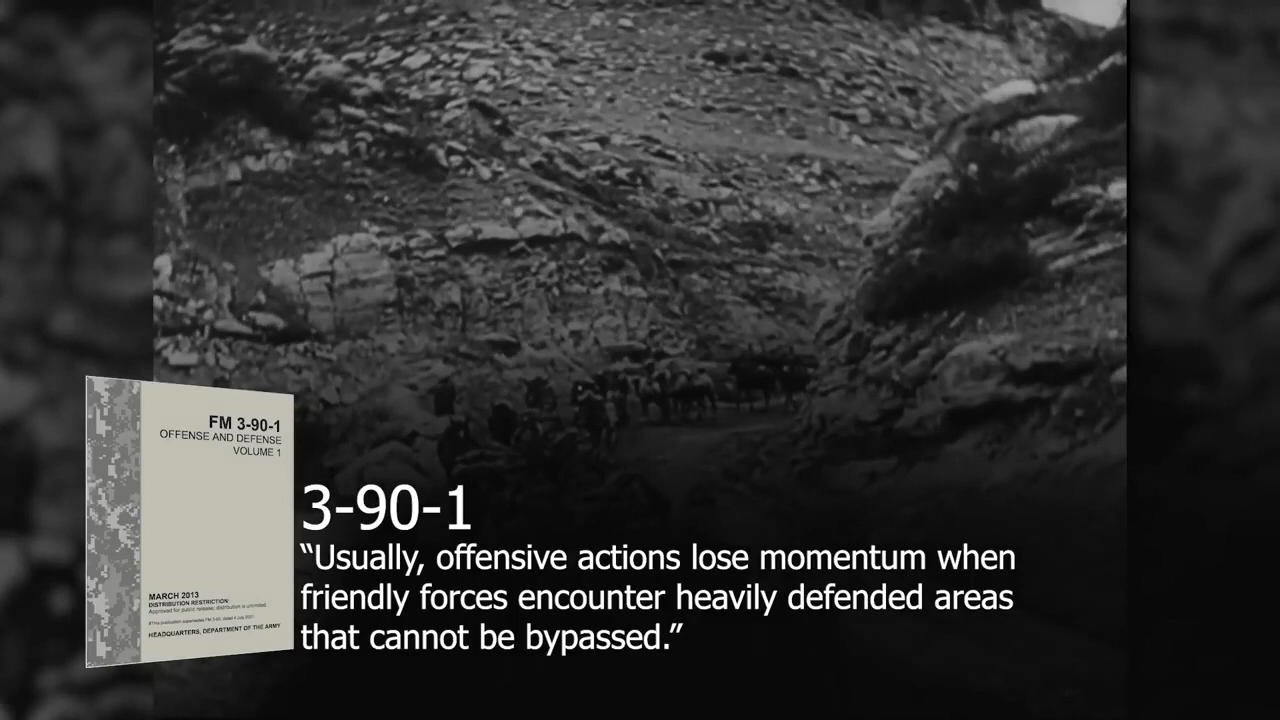 FM 3-90-1
OFFENSE AND DEFENSE
VOLUME 1
MARCH 2013
DISTRIBUTION RESTRICTION:
Approved for public release; distribution is unlimited.
HEADQUARTERS, DEPARTMENT OF THE ARMY
3-90-1
“Usually, offensive actions lose momentum when
friendly forces encounter heavily defended areas
that cannot be bypassed.”